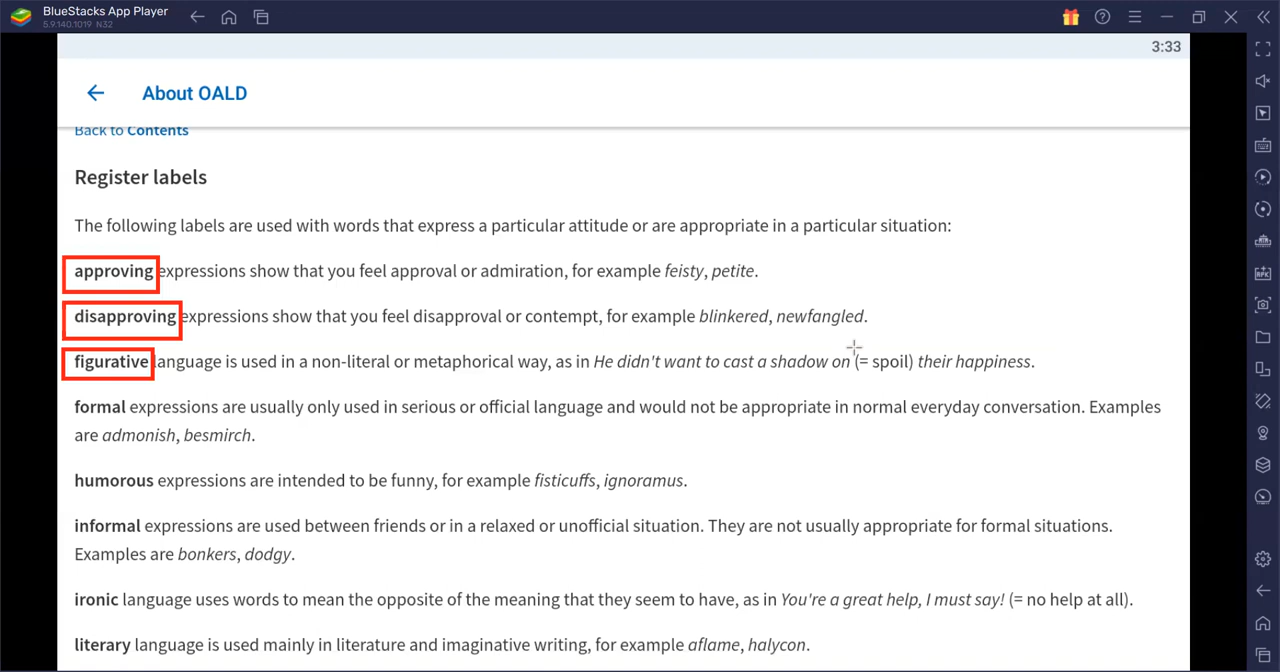 BlueStacks App Player
5.9.140.1019 N32
3:33
About OALD
Back to Contents
Register labels
The following labels are used with words that express a particular attitude or are appropriate in a particular situation:
approving expressions show that you feel approval or admiration, for example feisty, petite.
disapproving expressions show that you feel disapproval or contempt, for example blinkered, newfangled.
figurative language is used in a non-literal or metaphorical way, as in He didn't want to cast a shadow on (= spoil) their happiness.
formal expressions are usually only used in serious or official language and would not be appropriate in normal everyday conversation. Examples
are admonish, besmirch.
humorous expressions are intended to be funny, for example fisticuffs, ignoramus.
informal expressions are used between friends or in a relaxed or unofficial situation. They are not usually appropriate for formal situations.
Examples are bonkers, dodgy.
ironic language uses words to mean the opposite of the meaning that they seem to have, as in You're a great help, I must say! (= no help at all).
literary language is used mainly in literature and imaginative writing, for example aflame, halycon.